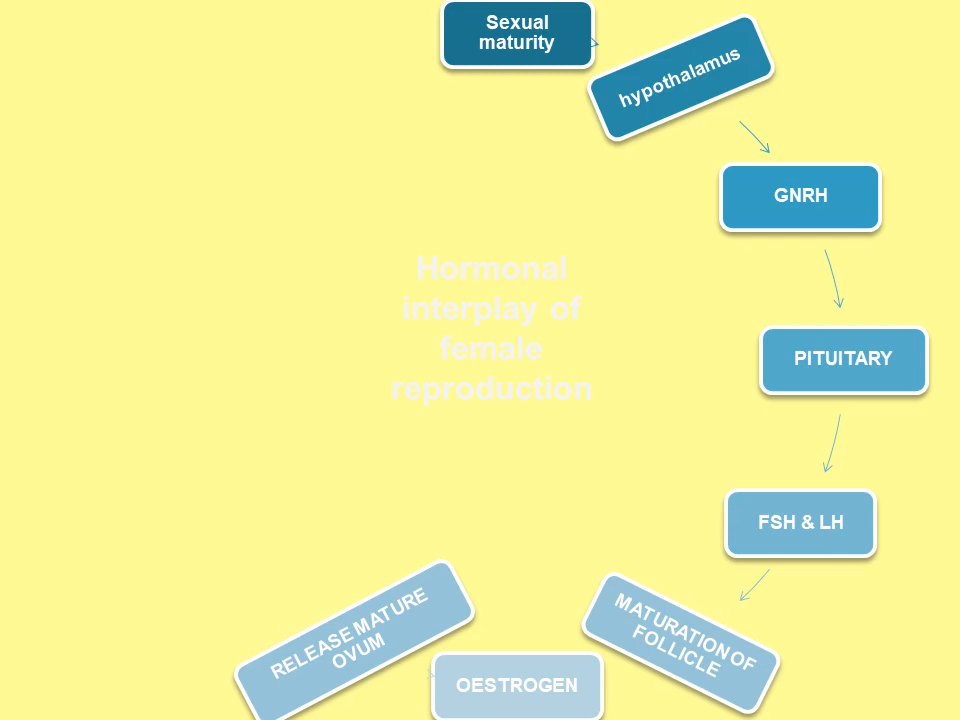 Sexual
maturity
hypothalamus
GNRH
PITUITARY
FSH & LH
MATURATION OF
FOLLICLE
OESTROGEN
RELEASE MATURE
OVUM
Hormonal
interplay of
female
reproduction